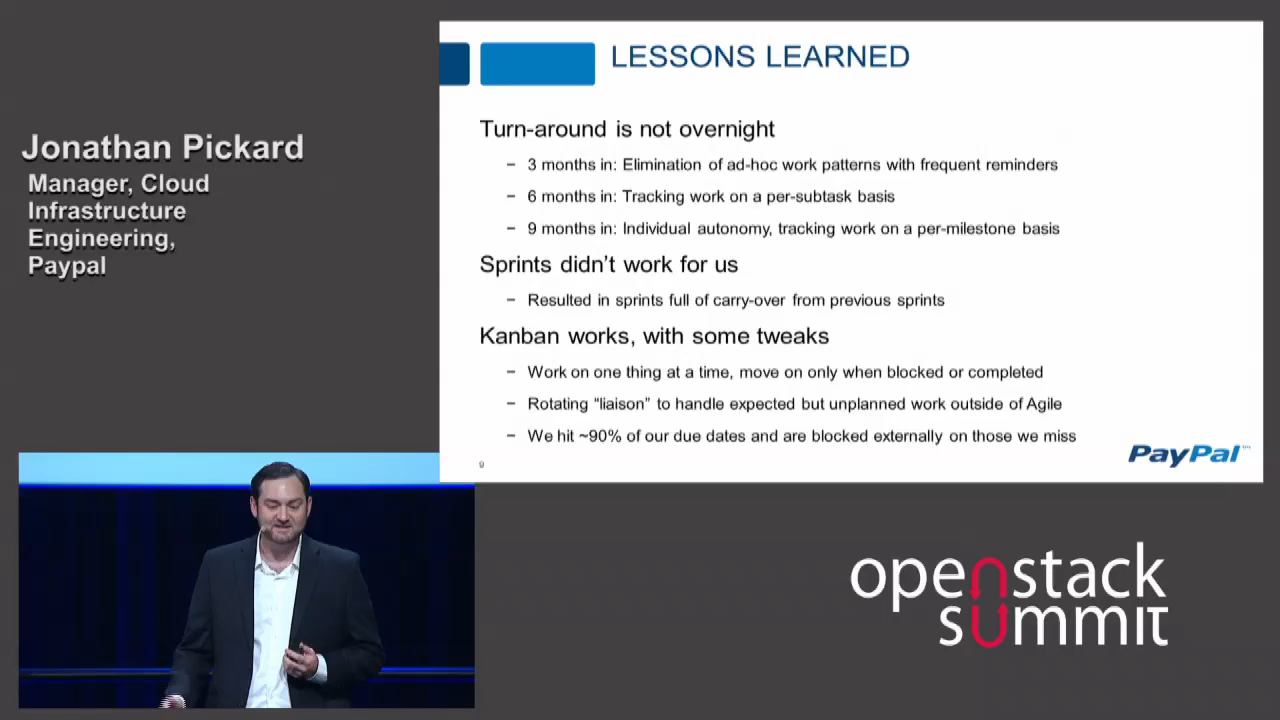 Jonathan Pickard
Manager, Cloud
Infrastructure
Engineering,
Paypal
LESSONS LEARNED
Turn-around is not overnight
– 3 months in: Elimination of ad-hoc work patterns with frequent reminders
– 6 months in: Tracking work on a per-subtask basis
– 9 months in: Individual autonomy, tracking work on a per-milestone basis
Sprints didn’t work for us
– Resulted in sprints full of carry-over from previous sprints
Kanban works, with some tweaks
– Work on one thing at a time, move on only when blocked or completed
– Rotating “liaison” to handle expected but unplanned work outside of Agile
– We hit ~90% of our due dates and are blocked externally on those we miss
9
PayPal™
openstack
summit